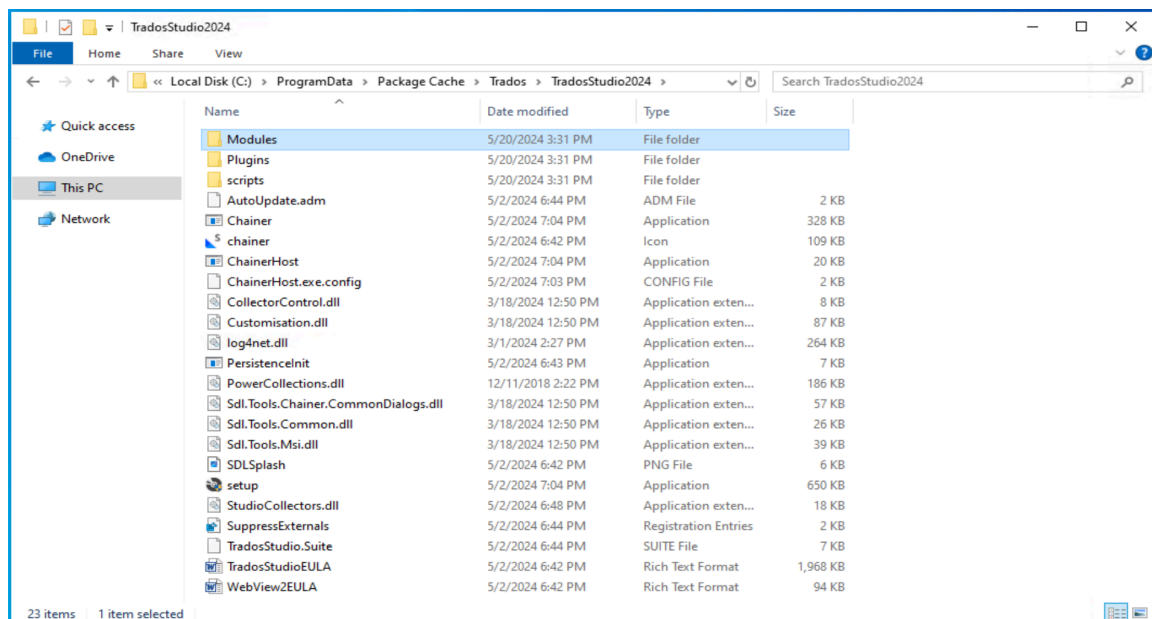 TradosStudio2024
File Home Share View
« Local Disk (C:) > ProgramData > Package Cache > Trados > TradosStudio2024 > Search TradosStudio2024
Name Date modified Type Size
Quick access
OneDrive
This PC
Network
Modules 5/20/2024 3:31 PM File folder
Plugins 5/20/2024 3:31 PM File folder
scripts 5/20/2024 3:31 PM File folder
AutoUpdate.adm 5/2/2024 6:44 PM ADM File 2 KB
Chainer 5/2/2024 7:04 PM Application 328 KB
chainer 5/2/2024 6:42 PM Icon 109 KB
ChainerHost 5/2/2024 7:04 PM Application 20 KB
ChainerHost.exe.config 5/2/2024 7:03 PM CONFIG File 2 KB
CollectorControl.dll 3/18/2024 12:50 PM Application exten... 8 KB
Customisation.dll 3/18/2024 12:50 PM Application exten... 87 KB
log4net.dll 3/1/2024 2:27 PM Application exten... 264 KB
PersistenceInit 5/2/2024 6:43 PM Application 7 KB
PowerCollections.dll 12/11/2018 2:22 PM Application exten... 186 KB
Sdl.Tools.Chainer.CommonDialogs.dll 3/18/2024 12:50 PM Application exten... 57 KB
Sdl.Tools.Common.dll 3/18/2024 12:50 PM Application exten... 26 KB
Sdl.Tools.Msi.dll 3/18/2024 12:50 PM Application exten... 39 KB
SDLSplash 5/2/2024 6:42 PM PNG File 6 KB
setup 5/2/2024 7:04 PM Application 650 KB
StudioCollectors.dll 5/2/2024 6:48 PM Application exten... 18 KB
SuppressExternals 5/2/2024 6:44 PM Registration Entries 2 KB
TradosStudio.Suite 5/2/2024 6:44 PM SUITE File 7 KB
TradosStudioEULA 5/2/2024 6:42 PM Rich Text Format 1,968 KB
WebView2EULA 5/2/2024 6:42 PM Rich Text Format 94 KB
23 items 1 item selected